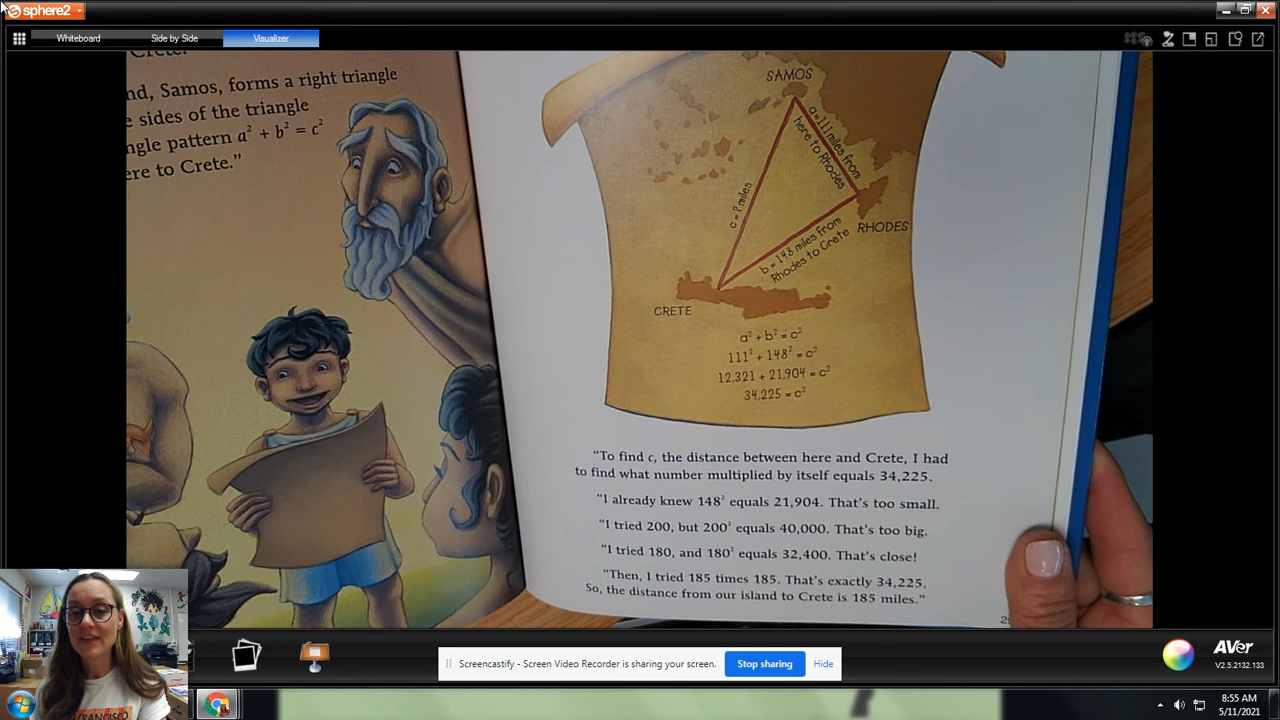 sphere2
Whiteboard
Side by Side
Visualizer
Crete.
nd, Samos, forms a right triangle
e sides of the triangle
ngle pattern a² + b² = c²
ere to Crete."
SAMOS
a=111 miles from
here to Rhodes
c = ? miles
RHODES
b = 148 miles from
Rhodes to Crete
CRETE
a² + b² = c²
111² + 148² = c²
12,321 + 21,904 = c²
34,225 = c²
"To find c, the distance between here and Crete, I had
to find what number multiplied by itself equals 34,225.
"I already knew 148² equals 21,904. That's too small.
"I tried 200, but 200² equals 40,000. That's too big.
"I tried 180, and 180² equals 32,400. That's close!
"Then, I tried 185 times 185. That's exactly 34,225.
So, the distance from our island to Crete is 185 miles."
Screencastify - Screen Video Recorder is sharing your screen.
Stop sharing
Hide
AVer
V2.5.2132.133
8:55 AM
5/11/2021
FRANCISCO